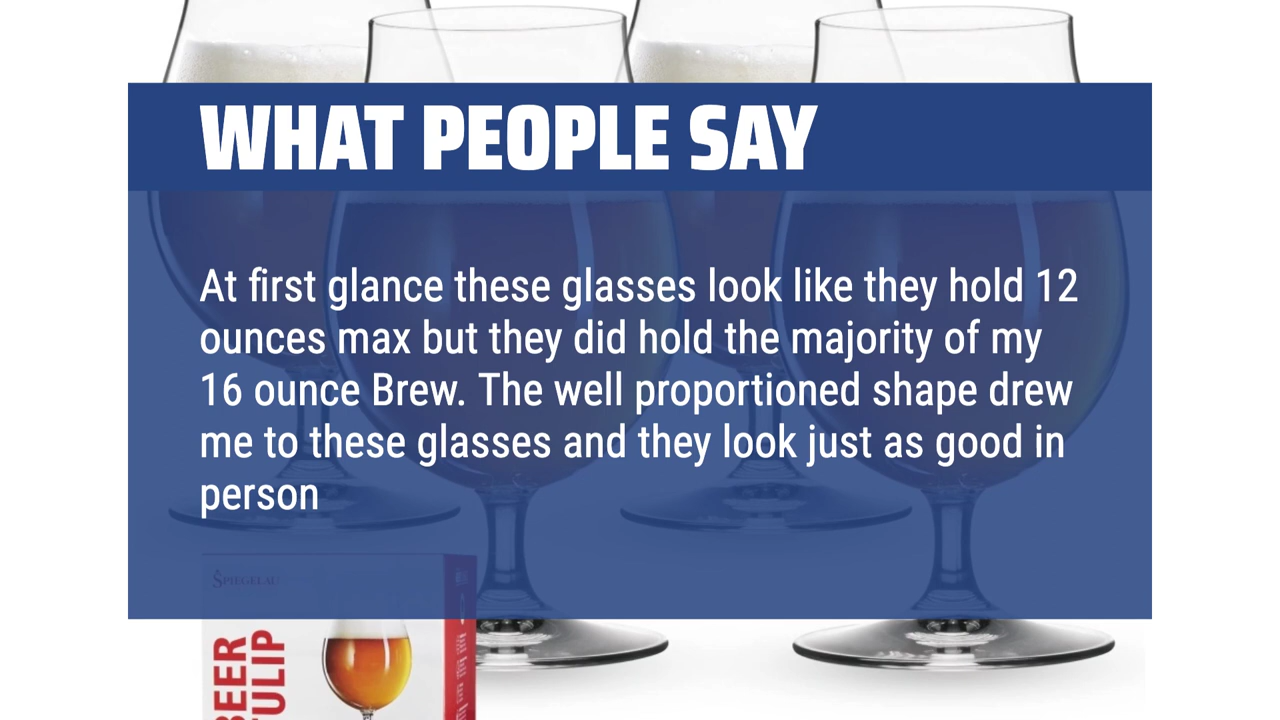 WHAT PEOPLE SAY
At first glance these glasses look like they hold 12
ounces max but they did hold the majority of my
16 ounce Brew. The well proportioned shape drew
me to these glasses and they look just as good in
person
SPIEGELAU
BEER
TULIP